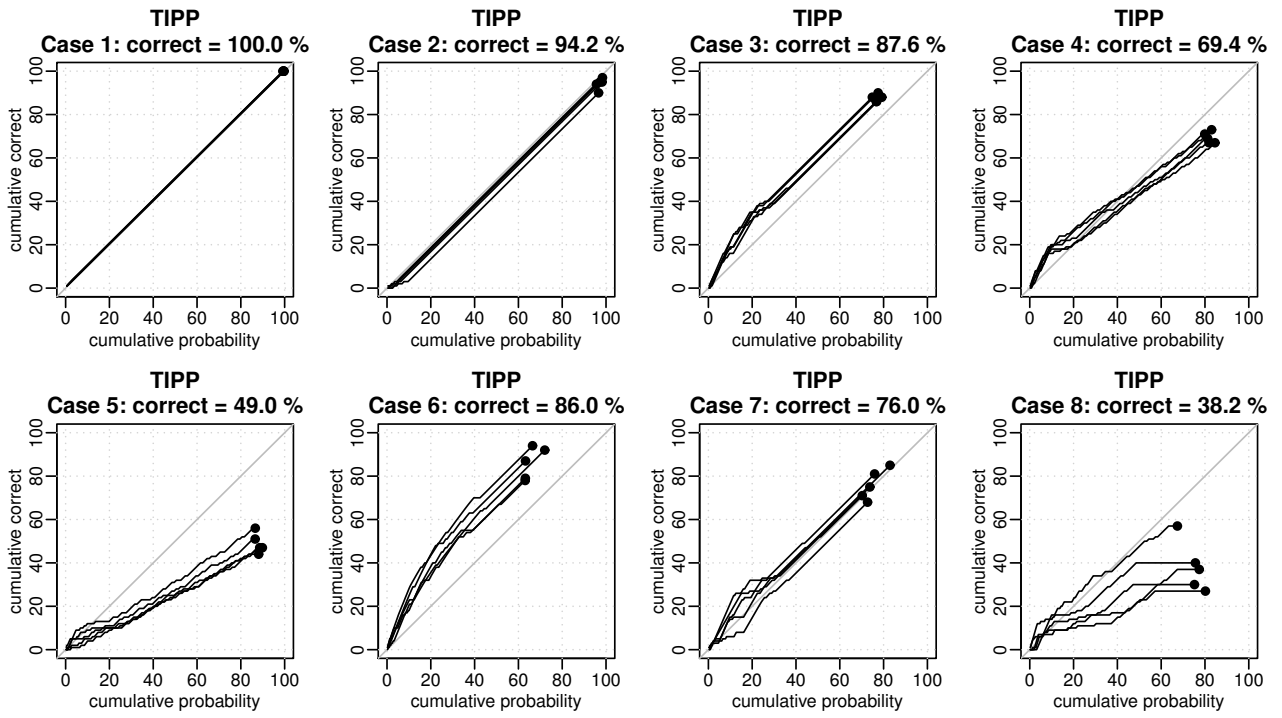 TIPP
Case 1: correct = 100.0 %
100
80
60
40
20
0
cumulative correct
0 20 40 60 80 100
cumulative probability
TIPP
Case 2: correct = 94.2 %
100
80
60
40
20
0
cumulative correct
0 20 40 60 80 100
cumulative probability
TIPP
Case 3: correct = 87.6 %
100
80
60
40
20
0
cumulative correct
0 20 40 60 80 100
cumulative probability
TIPP
Case 4: correct = 69.4 %
100
80
60
40
20
0
cumulative correct
0 20 40 60 80 100
cumulative probability
TIPP
Case 5: correct = 49.0 %
100
80
60
40
20
0
cumulative correct
0 20 40 60 80 100
cumulative probability
TIPP
Case 6: correct = 86.0 %
100
80
60
40
20
0
cumulative correct
0 20 40 60 80 100
cumulative probability
TIPP
Case 7: correct = 76.0 %
100
80
60
40
20
0
cumulative correct
0 20 40 60 80 100
cumulative probability
TIPP
Case 8: correct = 38.2 %
100
80
60
40
20
0
cumulative correct
0 20 40 60 80 100
cumulative probability